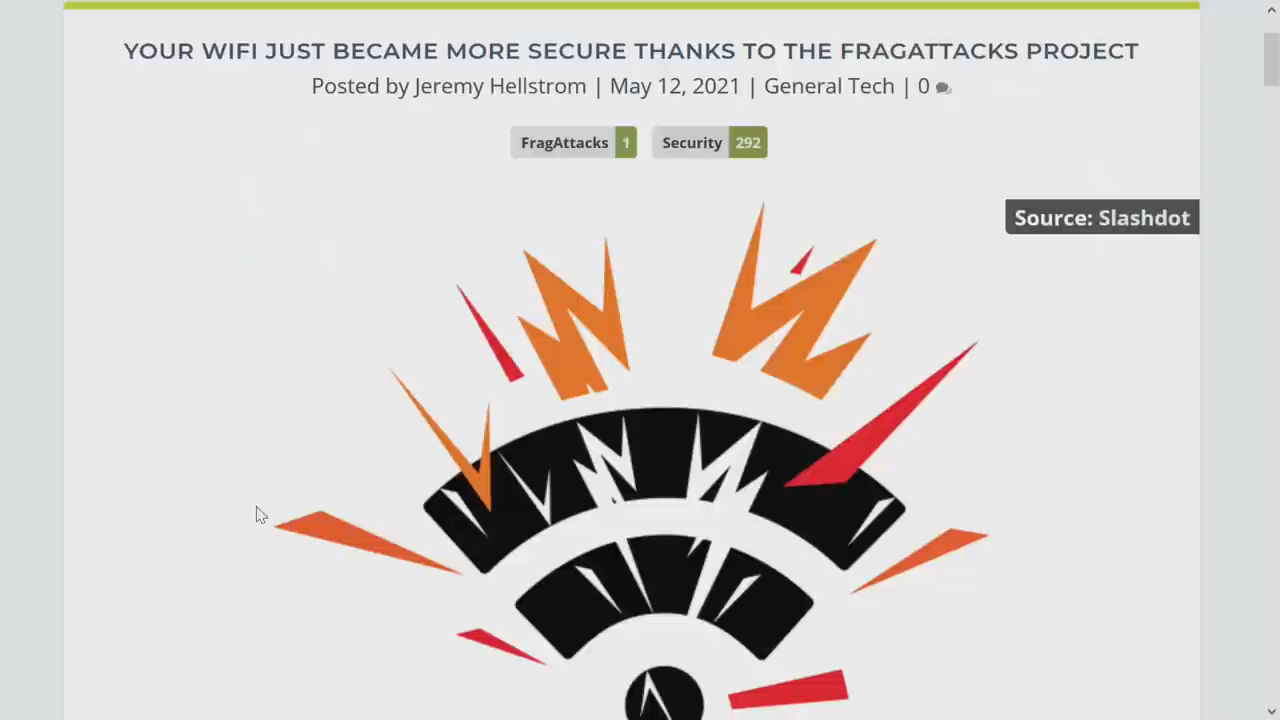 YOUR WIFI JUST BECAME MORE SECURE THANKS TO THE FRAGATTACKS PROJECT
Posted by Jeremy Hellstrom | May 12, 2021 | General Tech | 0
FragAttacks 1 Security 292
Source: Slashdot